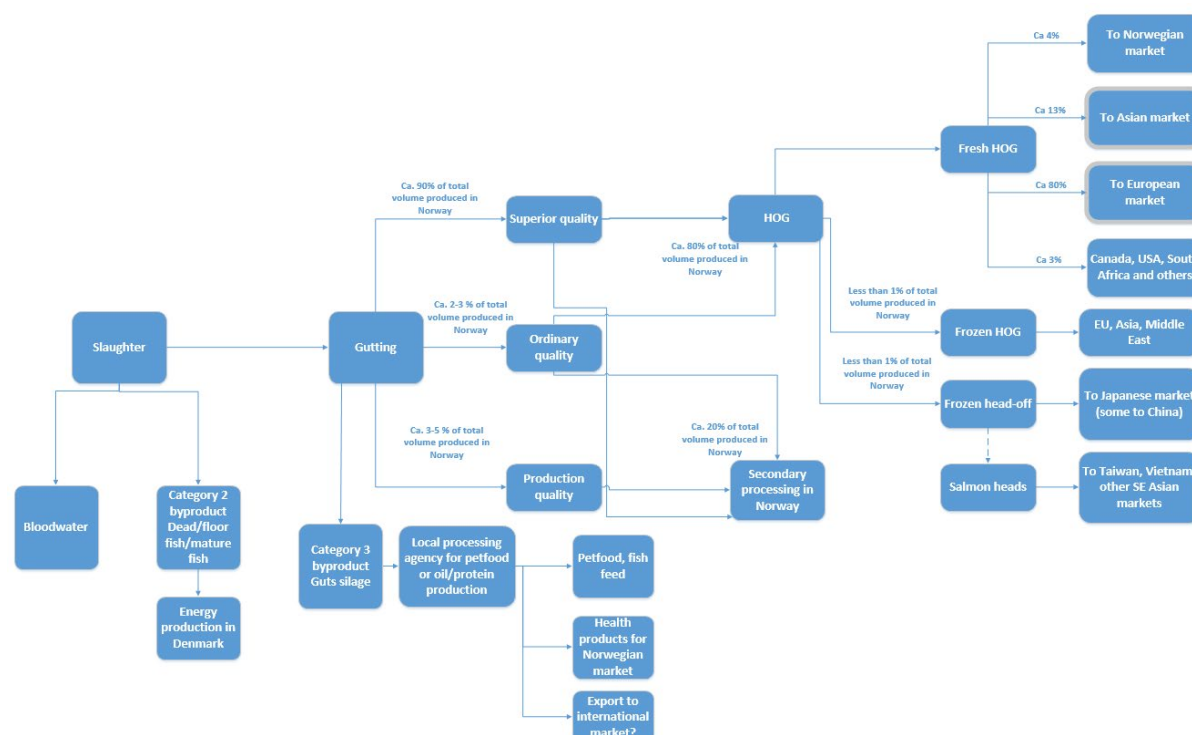 Ca 4%
To Norwegian
market
Ca 13%
To Asian market
Fresh HOG
Ca 80%
To European
market
Ca 3%
Canada, USA, South
Africa and others
Ca. 90% of total
volume produced in
Norway
Superior quality
HOG
Ca. 80% of total
volume produced in
Norway
Less than 1% of total
volume produced in
Norway
Frozen HOG
EU, Asia, Middle
East
Slaughter
Gutting
Ca. 2-3 % of total
volume produced in
Norway
Ordinary
quality
Less than 1% of total
volume produced in
Norway
Frozen head-off
To Japanese market
(some to China)
Ca. 3-5 % of total
volume produced in
Norway
Ca. 20% of total
volume produced in
Norway
Production
quality
Secondary
processing in
Norway
Salmon heads
To Taiwan, Vietnam,
other SE Asian
markets
Bloodwater
Category 2
byproduct
Dead/floor
fish/mature
fish
Category 3
byproduct
Guts silage
Local processing
agency for petfood
or oil/protein
production
Petfood, fish
feed
Energy
production in
Denmark
Health
products for
Norwegian
market
Export to
international
market?